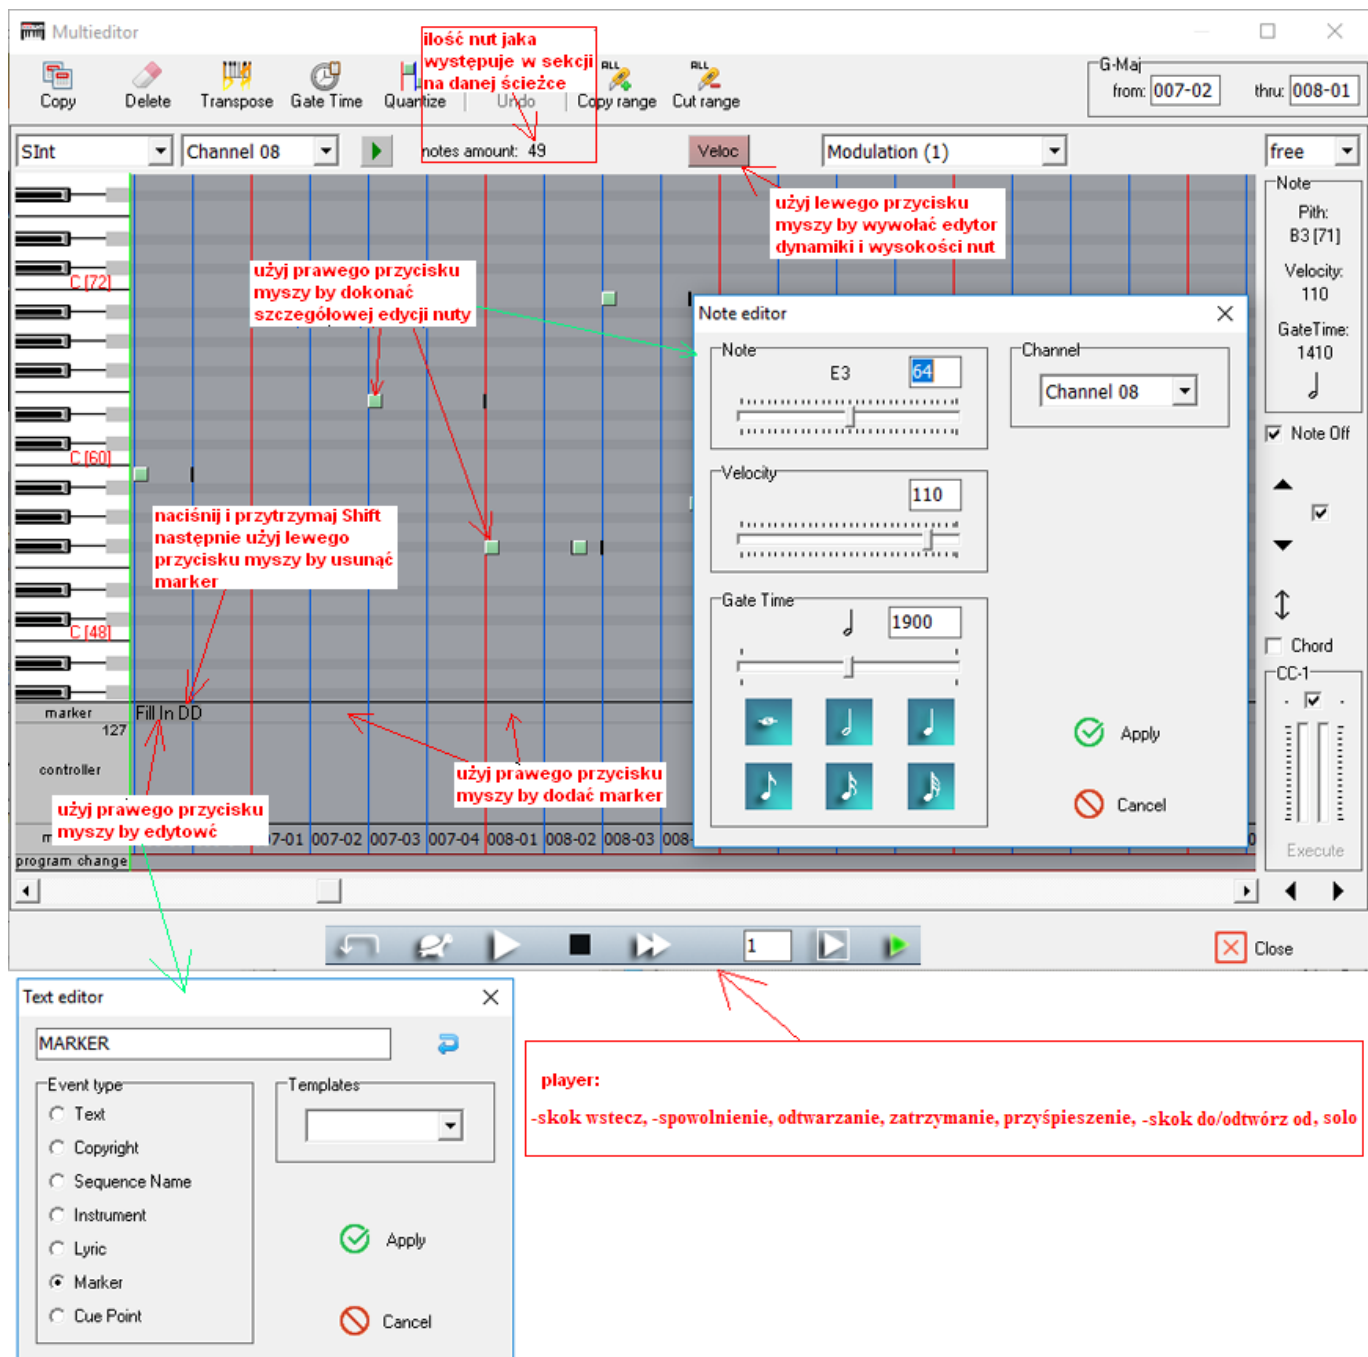 Multieditor
ilość nut jaka
występuje w sekcji
na danej ścieżce
Copy
Delete
Transpose
Gate Time
Quantize
Undo
ALL
Copy range
ALL
Cut range
G-Maj
from: 007-02
thru: 008-01
SInt
Channel 08
notes amount: 49
Veloc
Modulation (1)
free
użyj lewego przycisku
myszy by wywołać edytor
dynamiki i wysokości nut
Note
Pith:
B3 [71]
Velocity:
110
GateTime:
1410
Note Off
Chord
CC-1
Execute
C [72]
C [60]
C [48]
użyj prawego przycisku
myszy by dokonać
szczegółowej edycji nuty
naciśnij i przytrzymaj Shift
następnie użyj lewego
przycisku myszy by usunąć
marker
Note editor
Note
E3
64
Channel
Channel 08
Velocity
110
Gate Time
1900
Apply
Cancel
marker
Fill In DD
127
controller
użyj prawego przycisku
myszy by dodać marker
użyj prawego przycisku
myszy by edytowć
7-01 007-02 007-03 007-04 008-01 008-02 008-03 008-
program change
1
Close
Text editor
MARKER
Event type
Text
Copyright
Sequence Name
Instrument
Lyric
Marker
Cue Point
Templates
Apply
Cancel
player:
-skok wstecz, -spowolnienie, odtwarzanie, zatrzymanie, przyśpieszenie, -skok do/odtwórz od, solo